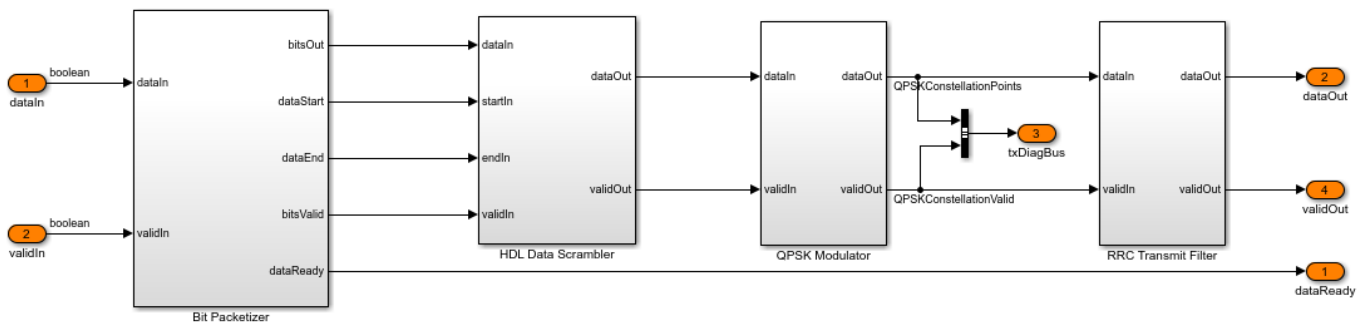 boolean
1
dataIn
boolean
2
validIn
dataIn
validIn
bitsOut
dataStart
dataEnd
bitsValid
dataReady
Bit Packetizer
dataIn
startIn
endIn
validIn
dataOut
validOut
HDL Data Scrambler
dataIn
validIn
dataOut
validOut
QPSK Modulator
QPSKConstellationPoints
QPSKConstellationValid
3
txDiagBus
dataIn
validIn
dataOut
validOut
RRC Transmit Filter
2
dataOut
4
validOut
1
dataReady